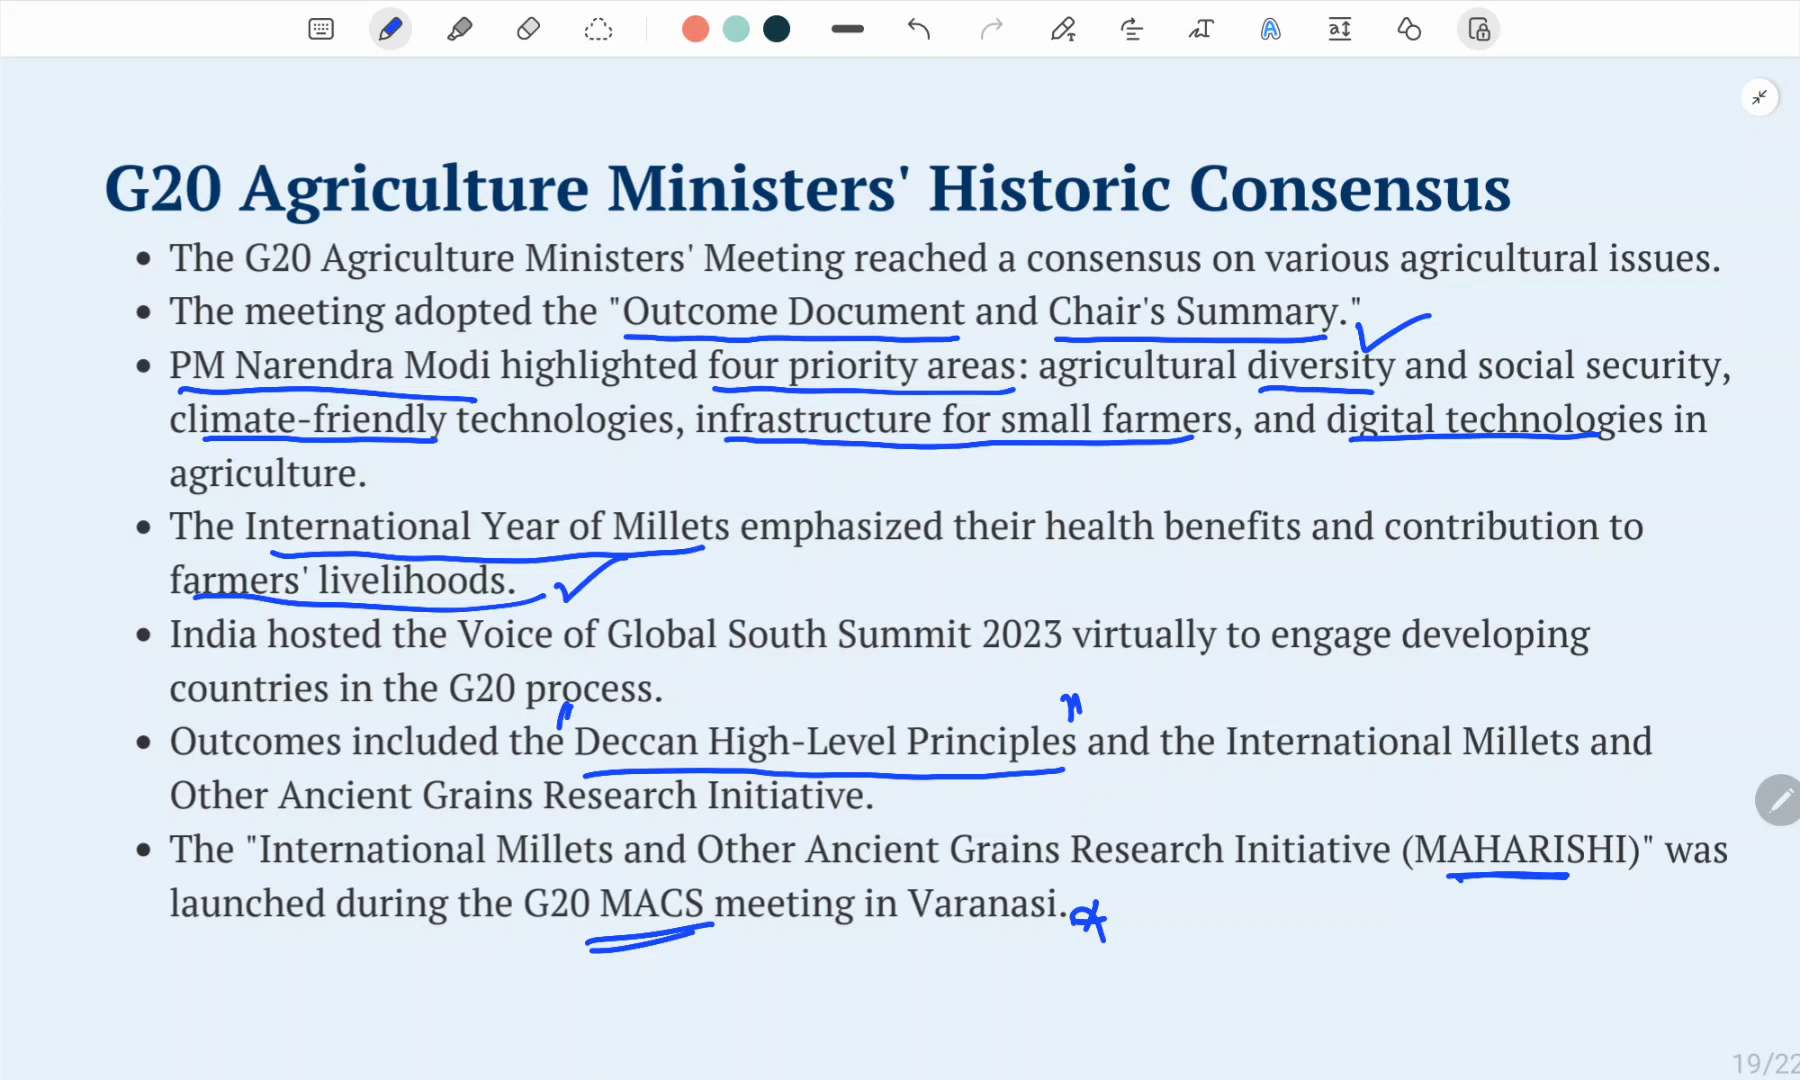 G20 Agriculture Ministers' Historic Consensus
• The G20 Agriculture Ministers' Meeting reached a consensus on various agricultural issues.
• The meeting adopted the "Outcome Document and Chair's Summary."
• PM Narendra Modi highlighted four priority areas: agricultural diversity and social security,
climate-friendly technologies, infrastructure for small farmers, and digital technologies in
agriculture.
• The International Year of Millets emphasized their health benefits and contribution to
farmers' livelihoods.
• India hosted the Voice of Global South Summit 2023 virtually to engage developing
countries in the G20 process.
• Outcomes included the "Deccan High-Level Principles" and the International Millets and
Other Ancient Grains Research Initiative.
• The "International Millets and Other Ancient Grains Research Initiative (MAHARISHI)" was
launched during the G20 MACS meeting in Varanasi.
19/22